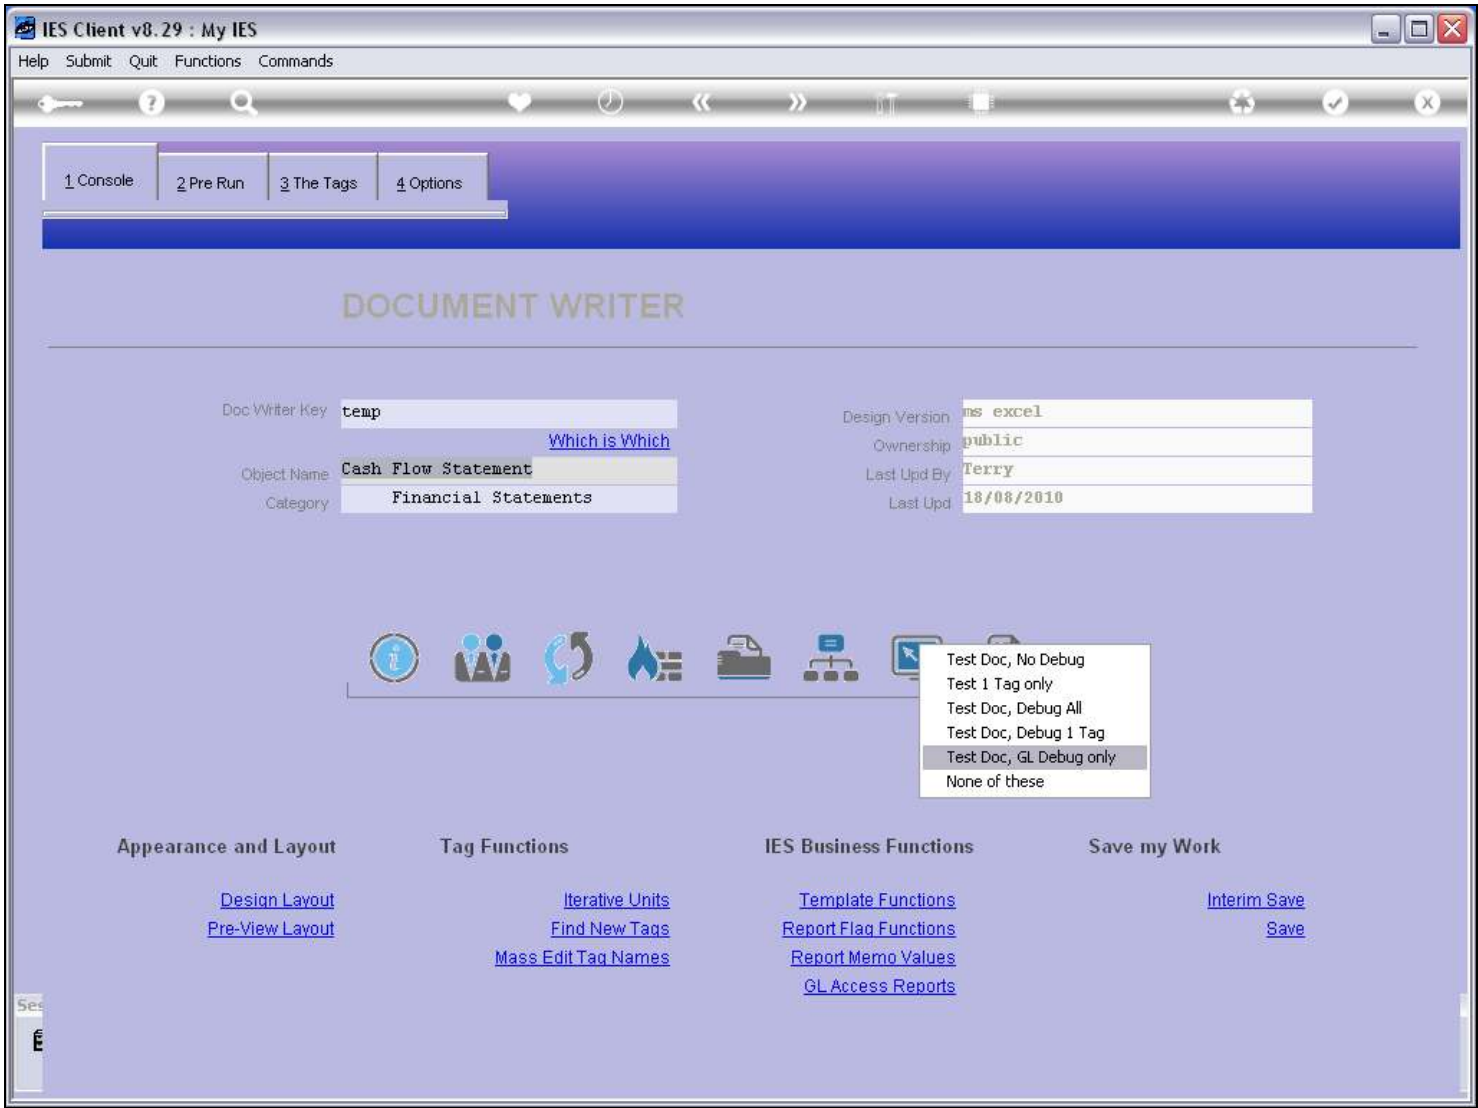 IES Client v8.29 : My IES
Help Submit Quit Functions Commands
1 Console 2 Pre Run 3 The Tags 4 Options
DOCUMENT WRITER
Doc Writer Key temp
Which is Which
Object Name Cash Flow Statement
Category Financial Statements
Design Version ms excel
Ownership public
Last Upd By Terry
Last Upd 18/08/2010
Test Doc, No Debug
Test 1 Tag only
Test Doc, Debug All
Test Doc, Debug 1 Tag
Test Doc, GL Debug only
None of these
Appearance and Layout
Design Layout
Pre-View Layout
Tag Functions
Iterative Units
Find New Tags
Mass Edit Tag Names
IES Business Functions
Template Functions
Report Flag Functions
Report Memo Values
GL Access Reports
Save my Work
Interim Save
Save